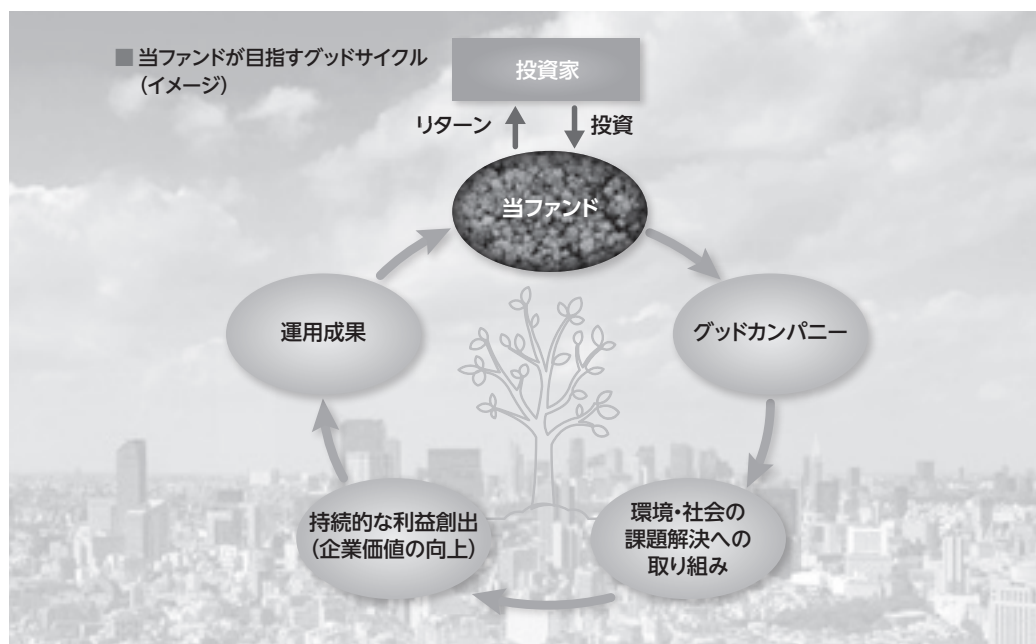 ■ 当ファンドが目指すグッドサイクル
（イメージ）
投資家
リターン
投資
当ファンド
運用成果
グッドカンパニー
持続的な利益創出
（企業価値の向上）
環境・社会の
課題解決への
取り組み